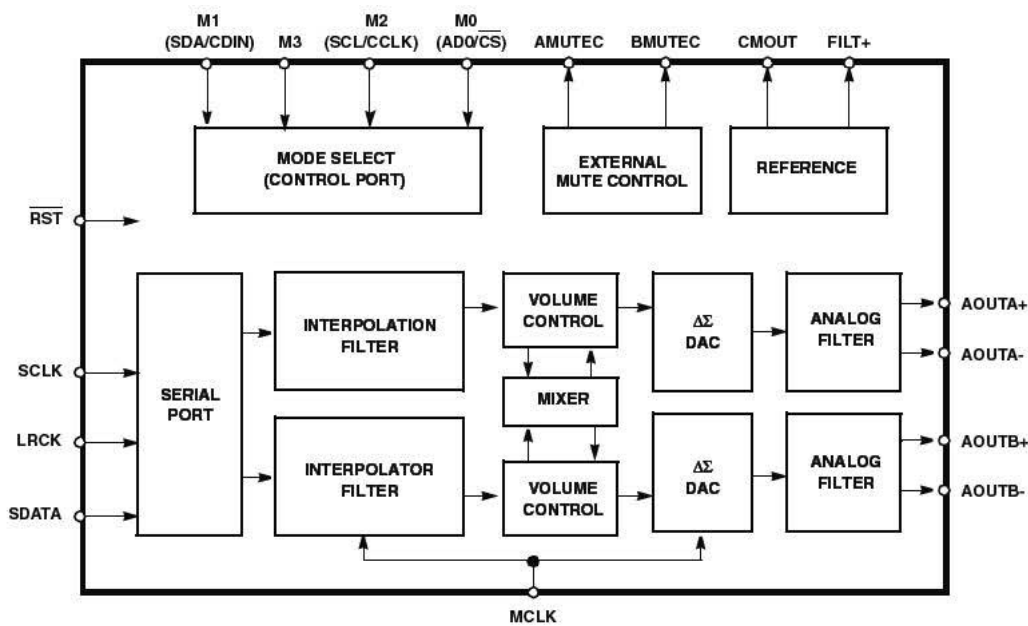 M1
(SDA/CDIN)
M3
M2
(SCL/CCLK)
M0
(AD0/CS)
AMUTEC
BMUTEC
CMOUT
FILT+
MODE SELECT
(CONTROL PORT)
EXTERNAL
MUTE CONTROL
REFERENCE
RST
SERIAL
PORT
INTERPOLATION
FILTER
VOLUME
CONTROL
ΔΣ
DAC
ANALOG
FILTER
AOUTA+
AOUTA-
SCLK
LRCK
SDATA
MIXER
INTERPOLATOR
FILTER
VOLUME
CONTROL
ΔΣ
DAC
ANALOG
FILTER
AOUTB+
AOUTB-
MCLK